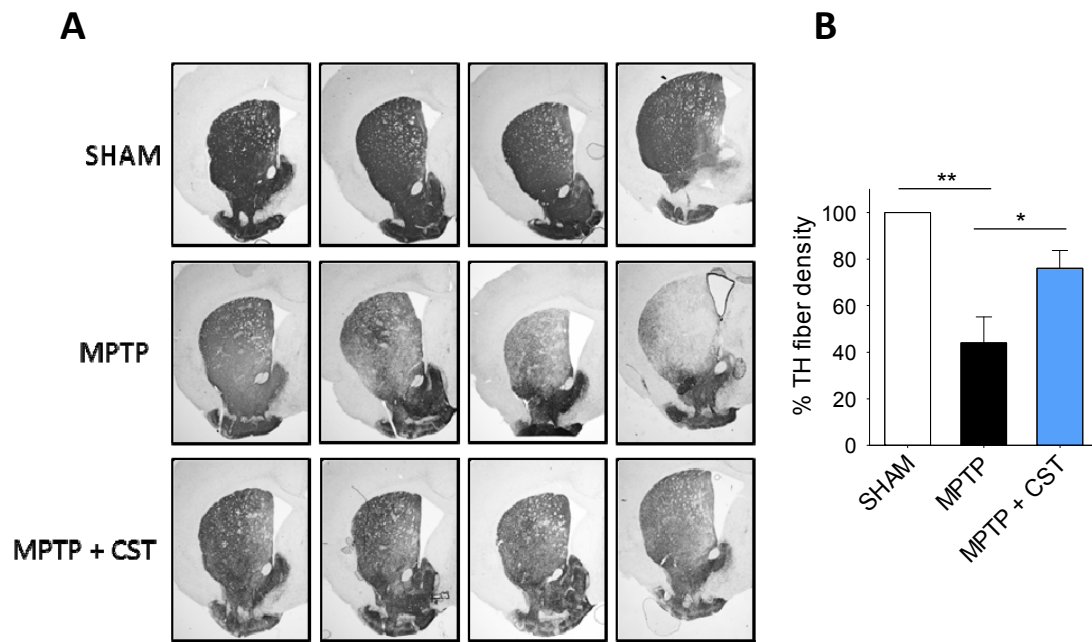 A
B
SHAM
MPTP
MPTP + CST
**
*
% TH fiber density
100
80
60
40
20
0
SHAM
MPTP
MPTP + CST